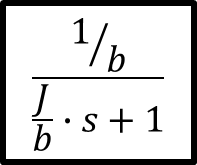 1/b
J/b · s + 1